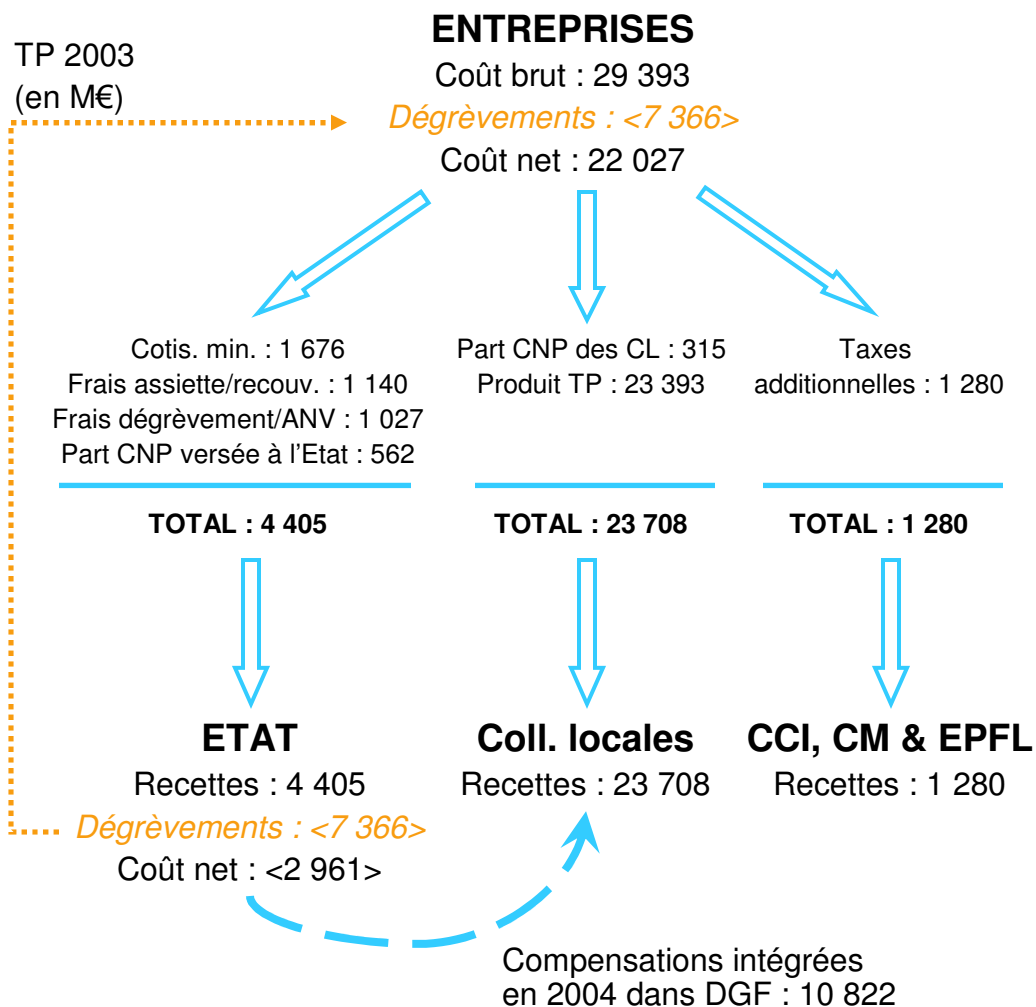 TP 2003
(en M€)
ENTREPRISES
Coût brut : 29 393
Dégrèvements : <7 366>
Coût net : 22 027
Cotis. min. : 1 676
Frais assiette/recouv. : 1 140
Frais dégrèvement/ANV : 1 027
Part CNP versée à l’Etat : 562
TOTAL : 4 405
Part CNP des CL : 315
Produit TP : 23 393
TOTAL : 23 708
Taxes
additionnelles : 1 280
TOTAL : 1 280
ETAT
Recettes : 4 405
Dégrèvements : <7 366>
Coût net : <2 961>
Coll. locales
Recettes : 23 708
CCI, CM & EPFL
Recettes : 1 280
Compensations intégrées
en 2004 dans DGF : 10 822